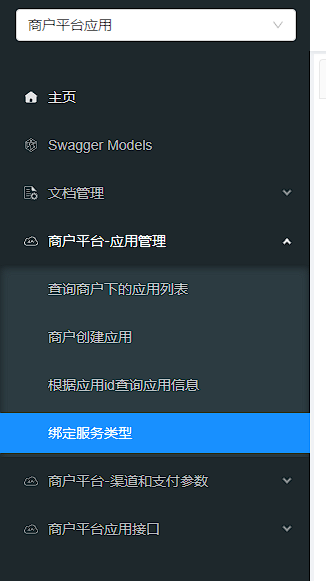 商户平台应用
主页
Swagger Models
文档管理
商户平台-应用管理
查询商户下的应用列表
商户创建应用
根据应用id查询应用信息
绑定服务类型
商户平台-渠道和支付参数
商户平台应用接口